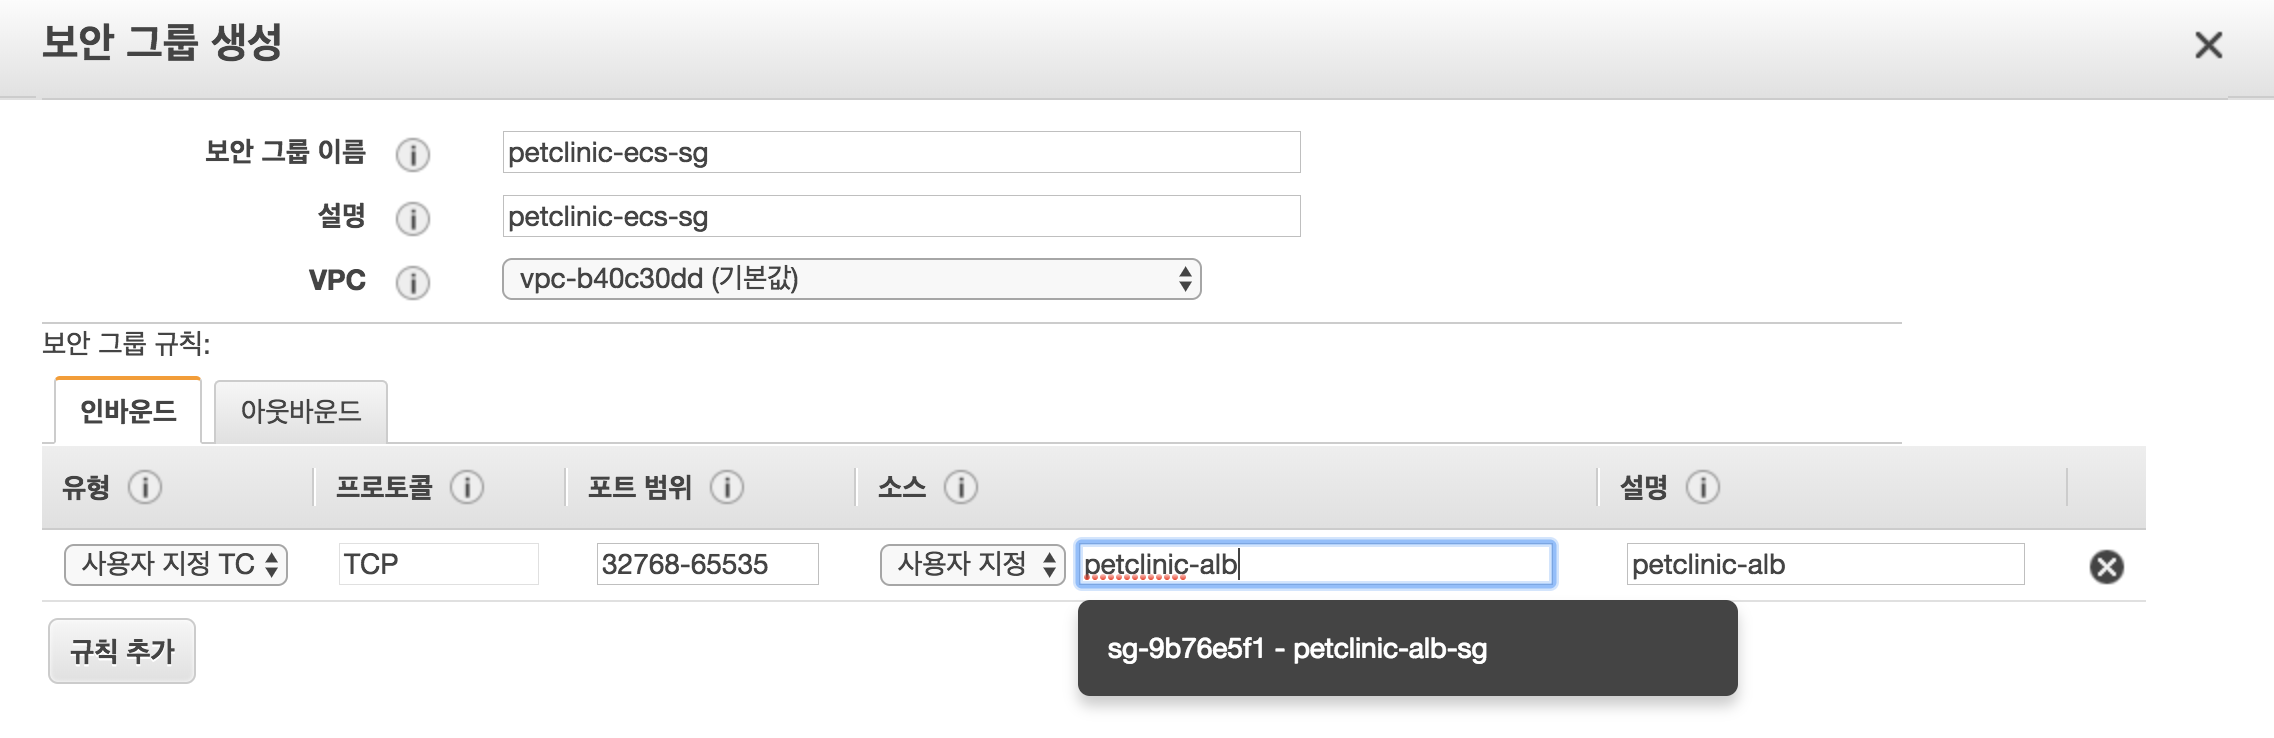 보안 그룹 생성
보안 그룹 이름 petclinic-ecs-sg
설명 petclinic-ecs-sg
VPC vpc-b40c30dd (기본값)
보안 그룹 규칙:
인바운드 아웃바운드
유형 프로토콜 포트 범위 소스 설명
사용자 지정 TC TCP 32768-65535 사용자 지정 petclinic-alb petclinic-alb
sg-9b76e5f1 - petclinic-alb-sg
규칙 추가